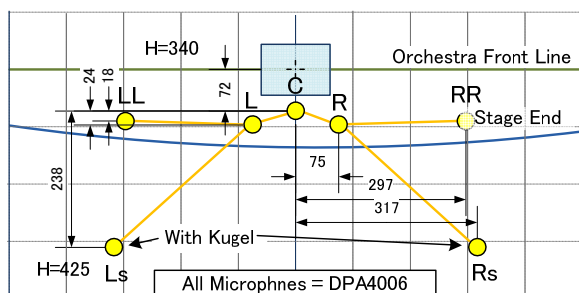 H=340
Orchestra Front Line
24
18
72
C
LL
L
R
RR
Stage End
75
297
238
317
With Kugel
H=425
Ls
Rs
All Microphnes = DPA4006